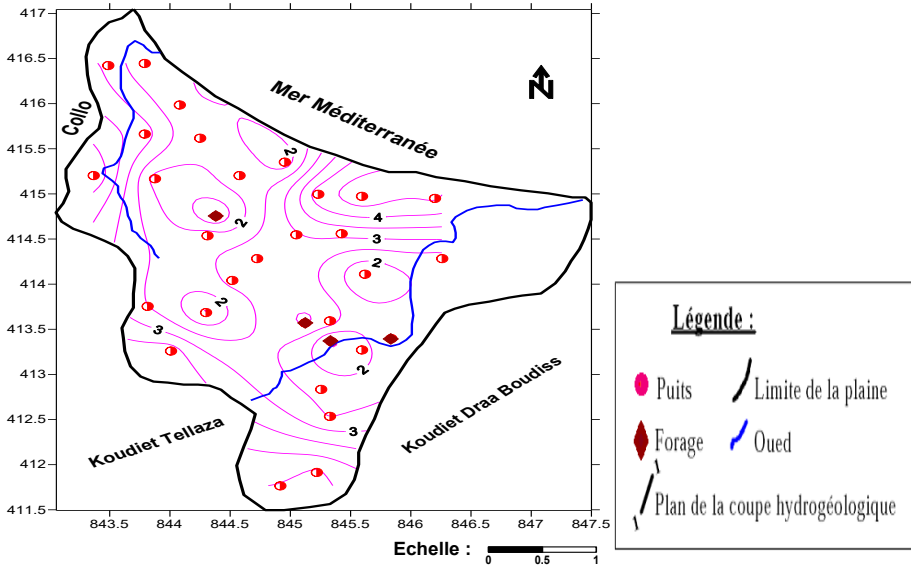 417
416.5
416
415.5
415
414.5
414
413.5
413
412.5
412
411.5
843.5
844
844.5
845
845.5
846
846.5
847
847.5
N
Collo
Mer Méditerranée
Koudiet Tellaza
Koudiet Draa Boudiss
2
2
4
3
2
2
3
2
3
Echelle :
0
0.5
1
Légende :
Puits
Limite de la plaine
Forage
Oued
1
1
Plan de la coupe hydrogéologique